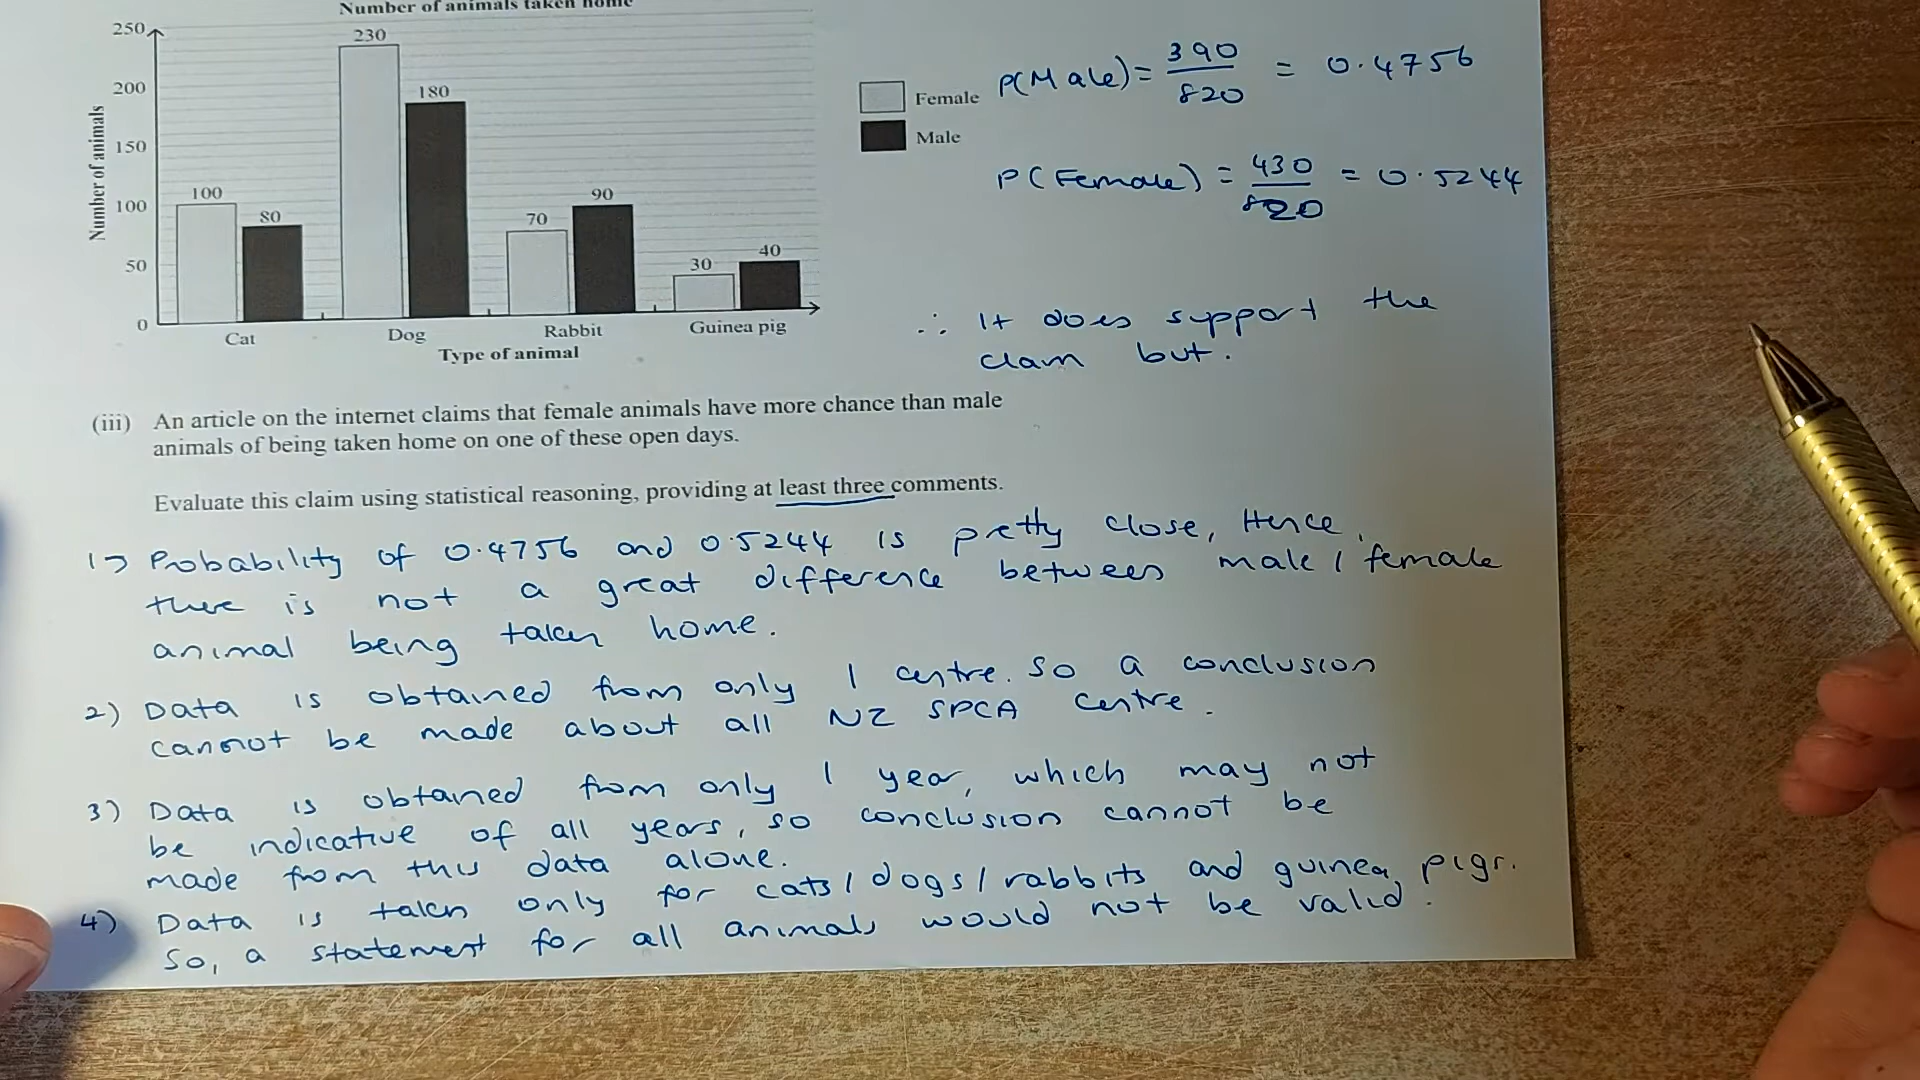 Number of animals taken home
250
230
200
180
150
100
100
80
70
90
50
30
40
0
Number of animals
Cat
Dog
Rabbit
Guinea pig
Type of animal
Female
Male
P(Male) = 390/820 = 0.4756
P(Female) = 430/820 = 0.5244
∴ It does support the
clam but.
(iii) An article on the internet claims that female animals have more chance than male
animals of being taken home on one of these open days.
Evaluate this claim using statistical reasoning, providing at least three comments.
1→ Probability of 0.4756 and 0.5244 is pretty close, Hence,
there is not a great difference between male / female
animal being taken home.
2) Data is obtained from only 1 centre. So a conclusion
cannot be made about all NZ SPCA centre.
3) Data is obtained from only 1 year, which may not
be indicative of all years, so conclusion cannot be
made from this data alone.
4) Data is taken only for cats / dogs / rabbits and guinea pigs.
So, a statement for all animals would not be valid.